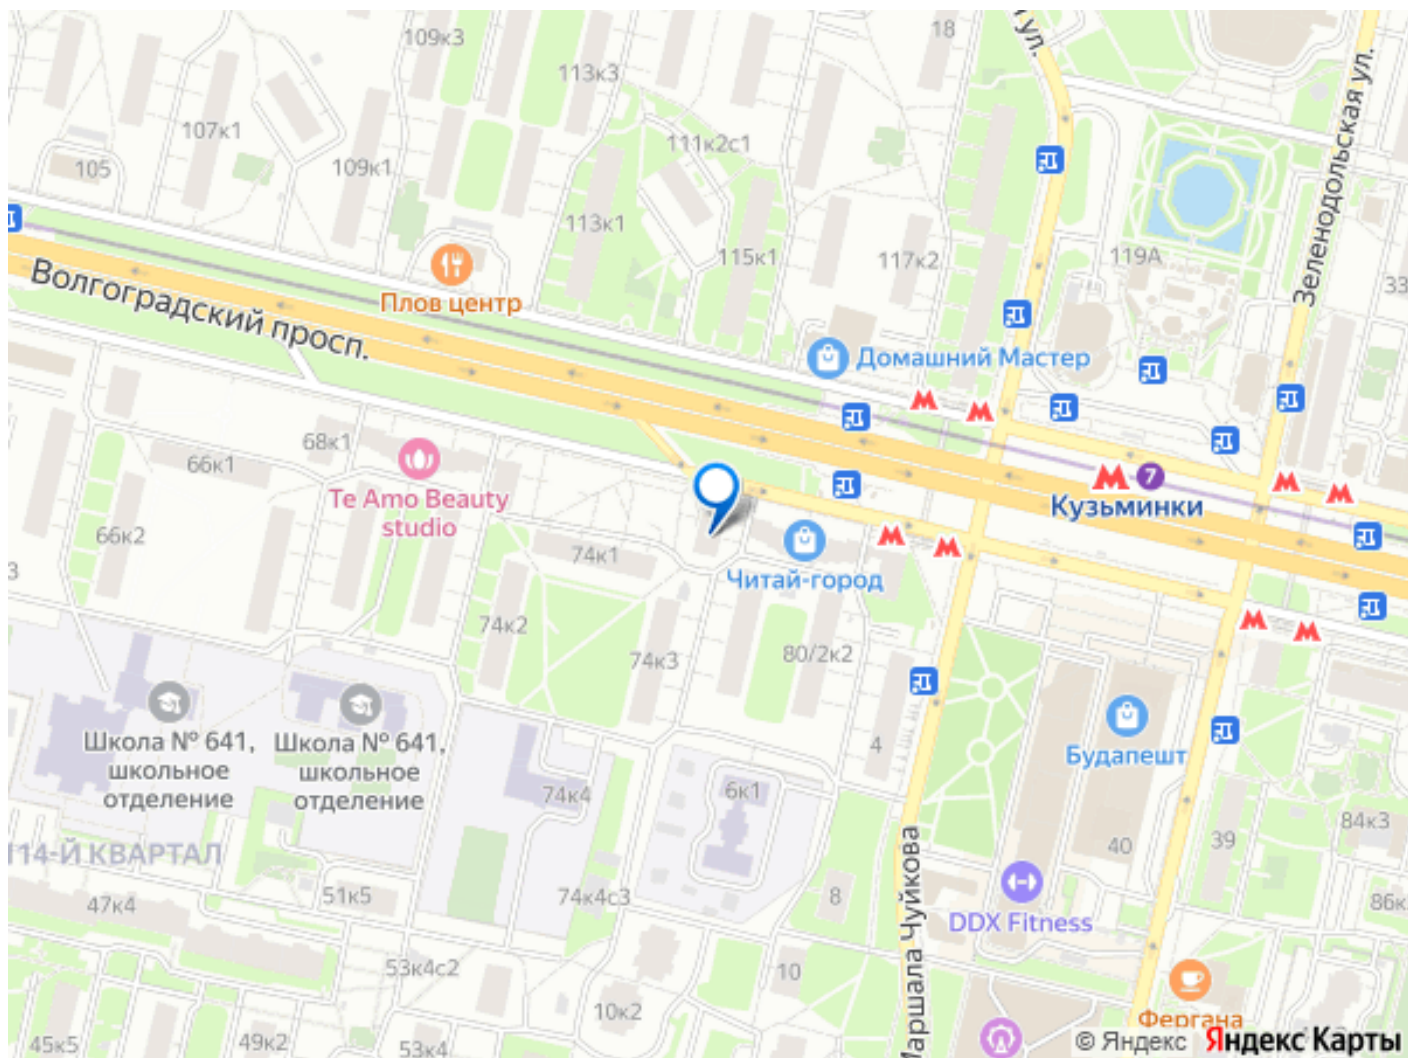 109к3
18
й ул.
113к3
107к1
111к2с1
105
109к1
Зеленодольская ул.
113к1
115к1
117к2
119А
33
Волгоградский просп.
Плов центр
Домашний Мастер
68к1
66к1
Te Amo Beauty
studio
7
Кузьминки
66к2
74к1
Читай-город
3
74к2
74к3
80/2к2
Школа № 641,
школьное
отделение
Школа № 641,
школьное
отделение
4
Будапешт
74к4
6к1
84к3
114-Й КВАРТАЛ
40
39
51к5
47к4
74к4с3
8
86к
DDX Fitness
Маршала Чуйкова
53к4с2
10
10к2
Фергана
45к5
49к2
53к4
© Яндекс Яндекс Карты